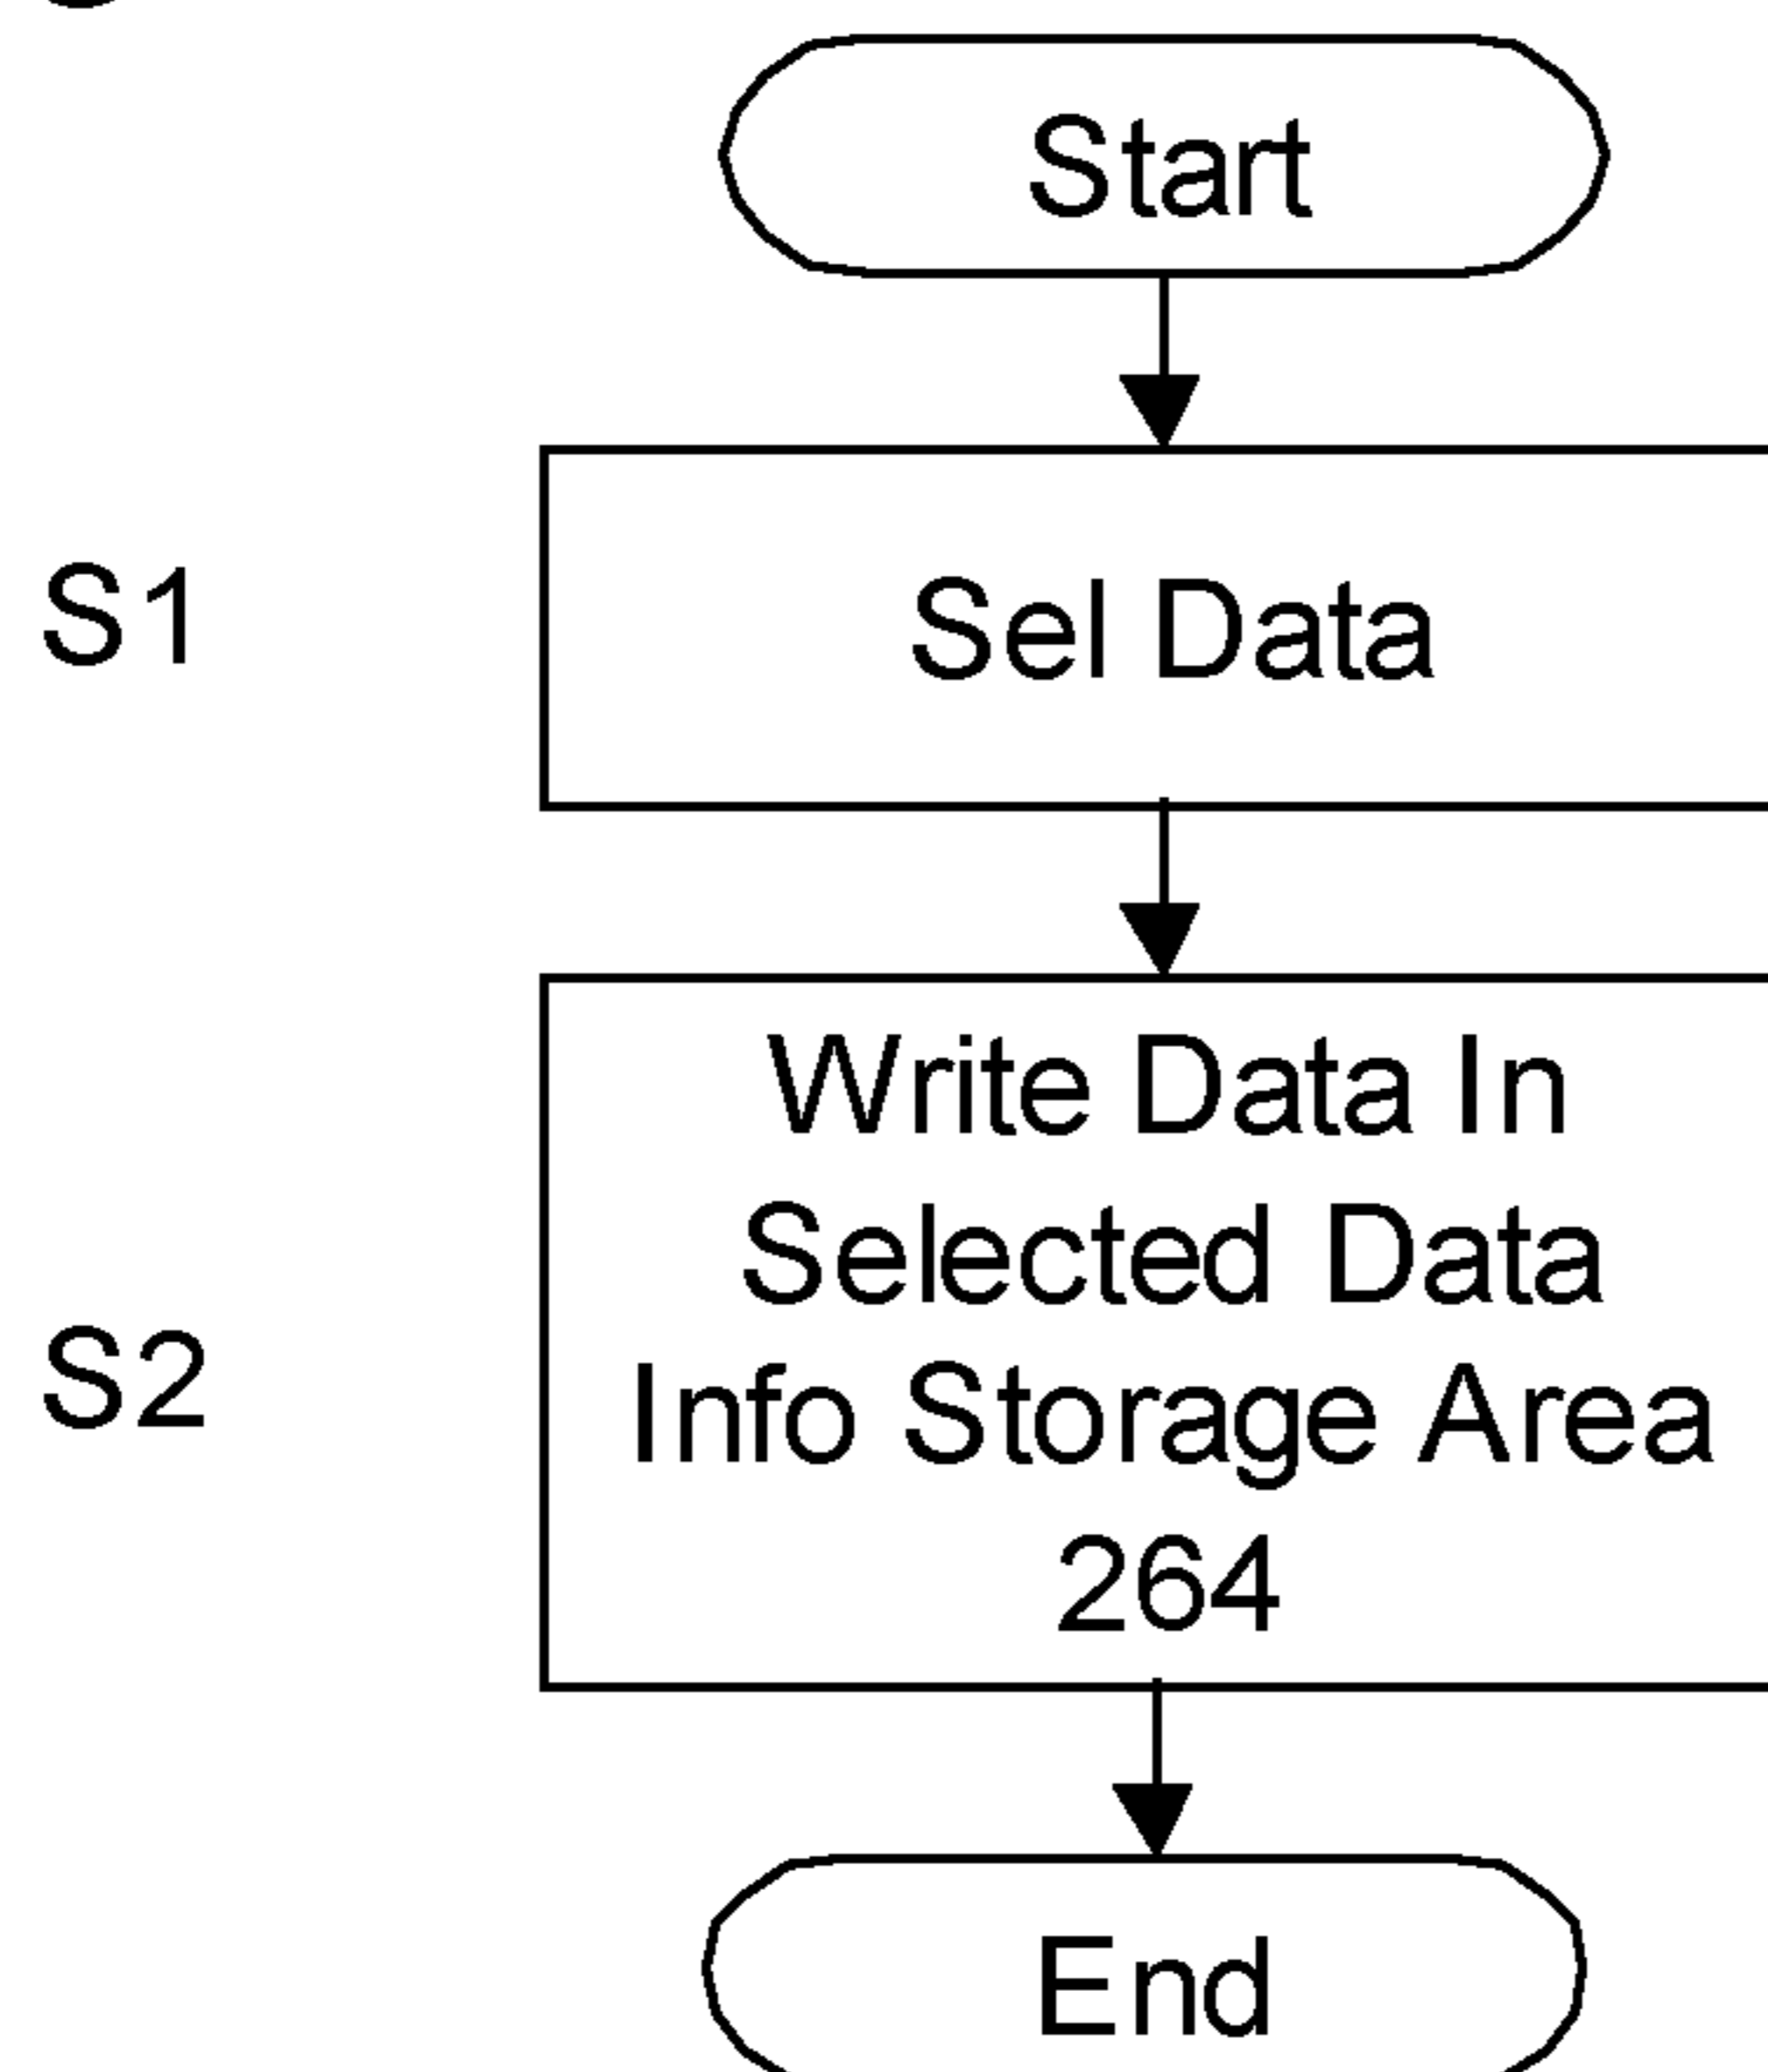 Start
S1
Sel Data
Write Data In
Selected Data
Info Storage Area
S2
264
End